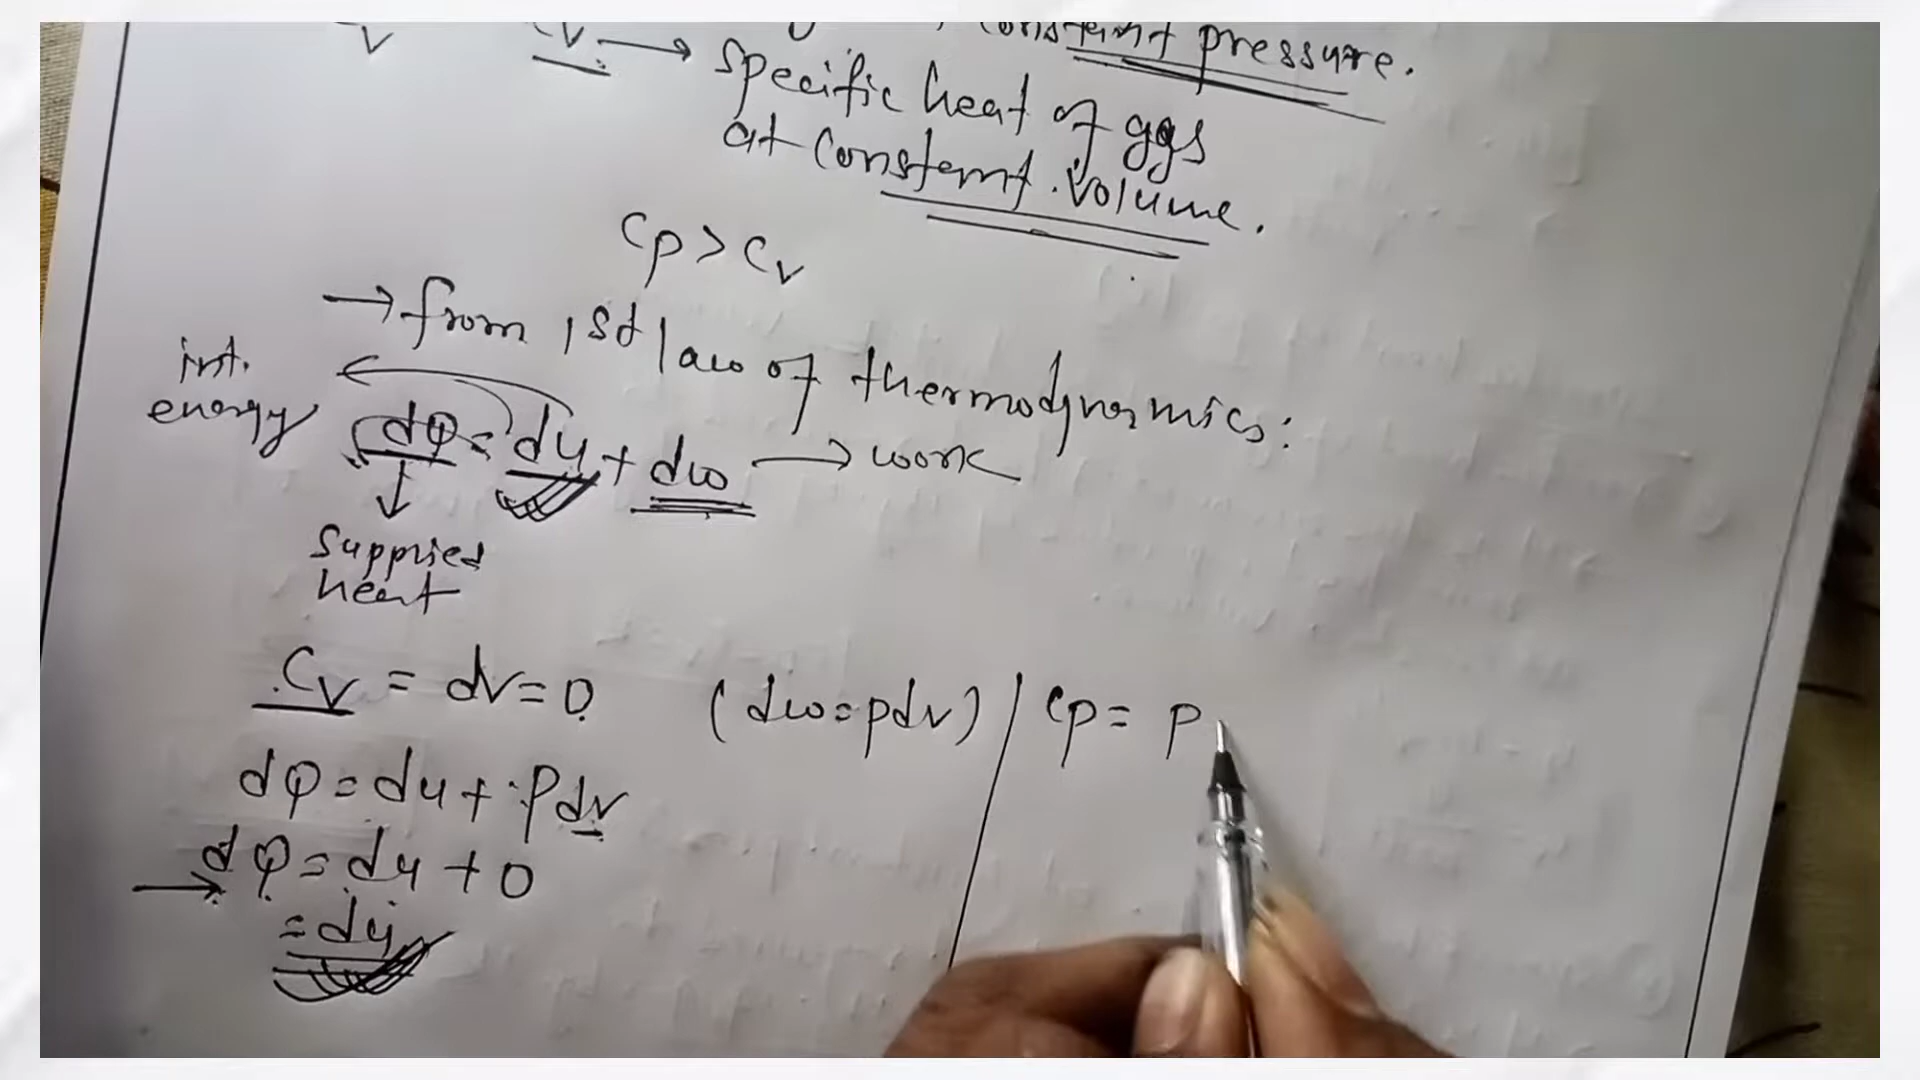 constant pressure.
Cv → specific heat of gas
at constant volume.
Cp > Cv
→ from 1st law of thermodynamics:
int.
energy
dQ = du + dw → work
supplied
heat
Cv = dv = 0 (dw = pdv) / Cp = P
dQ = du + Pdv
→ dQ = du + 0
= du